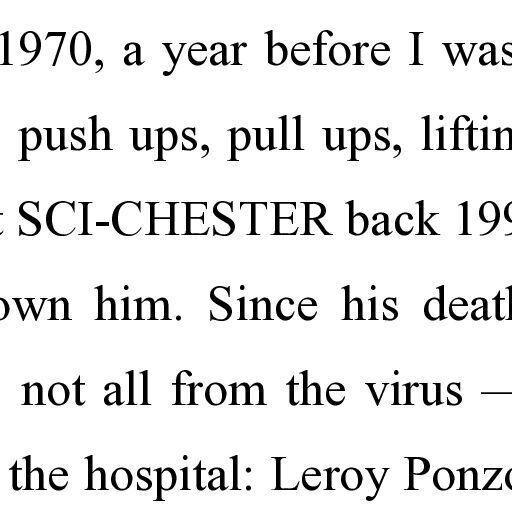 1970, a year before I was
push ups, pull ups, liftin
SCI-CHESTER back 199
own him. Since his death
not all from the virus —
the hospital: Leroy Ponzo